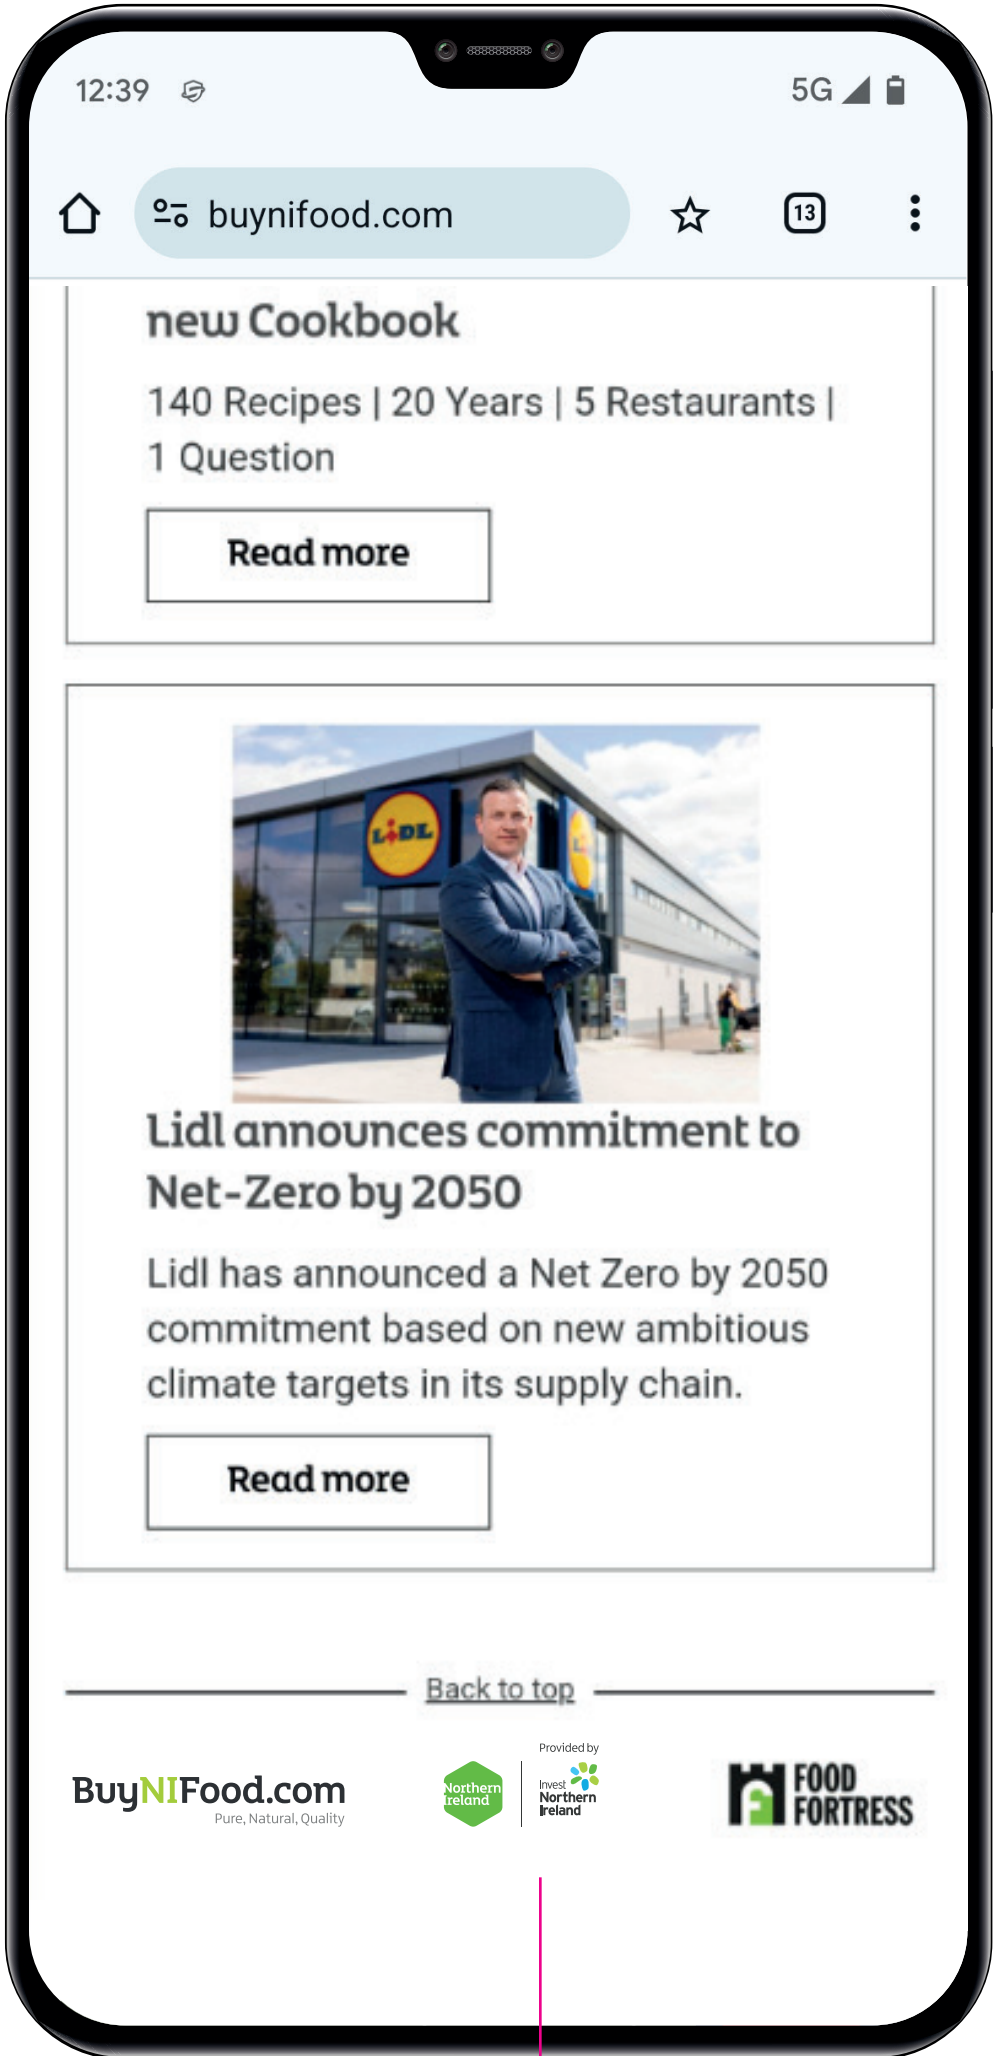 12:39
5G
buynifood.com
13
new Cookbook
140 Recipes | 20 Years | 5 Restaurants |
1 Question
Read more
LIDL
Lidl announces commitment to
Net-Zero by 2050
Lidl has announced a Net Zero by 2050
commitment based on new ambitious
climate targets in its supply chain.
Read more
Back to top
BuyNIFood.com
Pure, Natural, Quality
Northern
Ireland
Provided by
Invest
Northern
Ireland
FOOD
FORTRESS